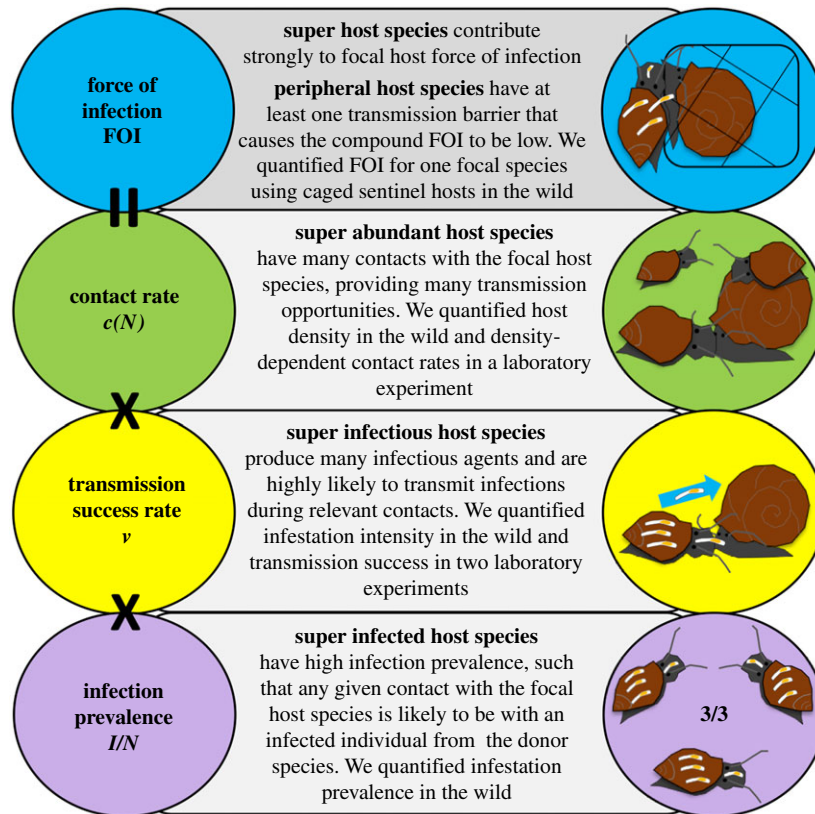 force of
infection
FOI
super host species contribute
strongly to focal host force of infection
peripheral host species have at
least one transmission barrier that
causes the compound FOI to be low. We
quantified FOI for one focal species
using caged sentinel hosts in the wild
=
contact rate
c(N)
super abundant host species
have many contacts with the focal host
species, providing many transmission
opportunities. We quantified host
density in the wild and density-
dependent contact rates in a laboratory
experiment
X
transmission
success rate
v
super infectious host species
produce many infectious agents and are
highly likely to transmit infections
during relevant contacts. We quantified
infestation intensity in the wild and
transmission success in two laboratory
experiments
X
infection
prevalence
I/N
super infected host species
have high infection prevalence, such
that any given contact with the focal
host species is likely to be with an
infected individual from the donor
species. We quantified infestation
prevalence in the wild
3/3